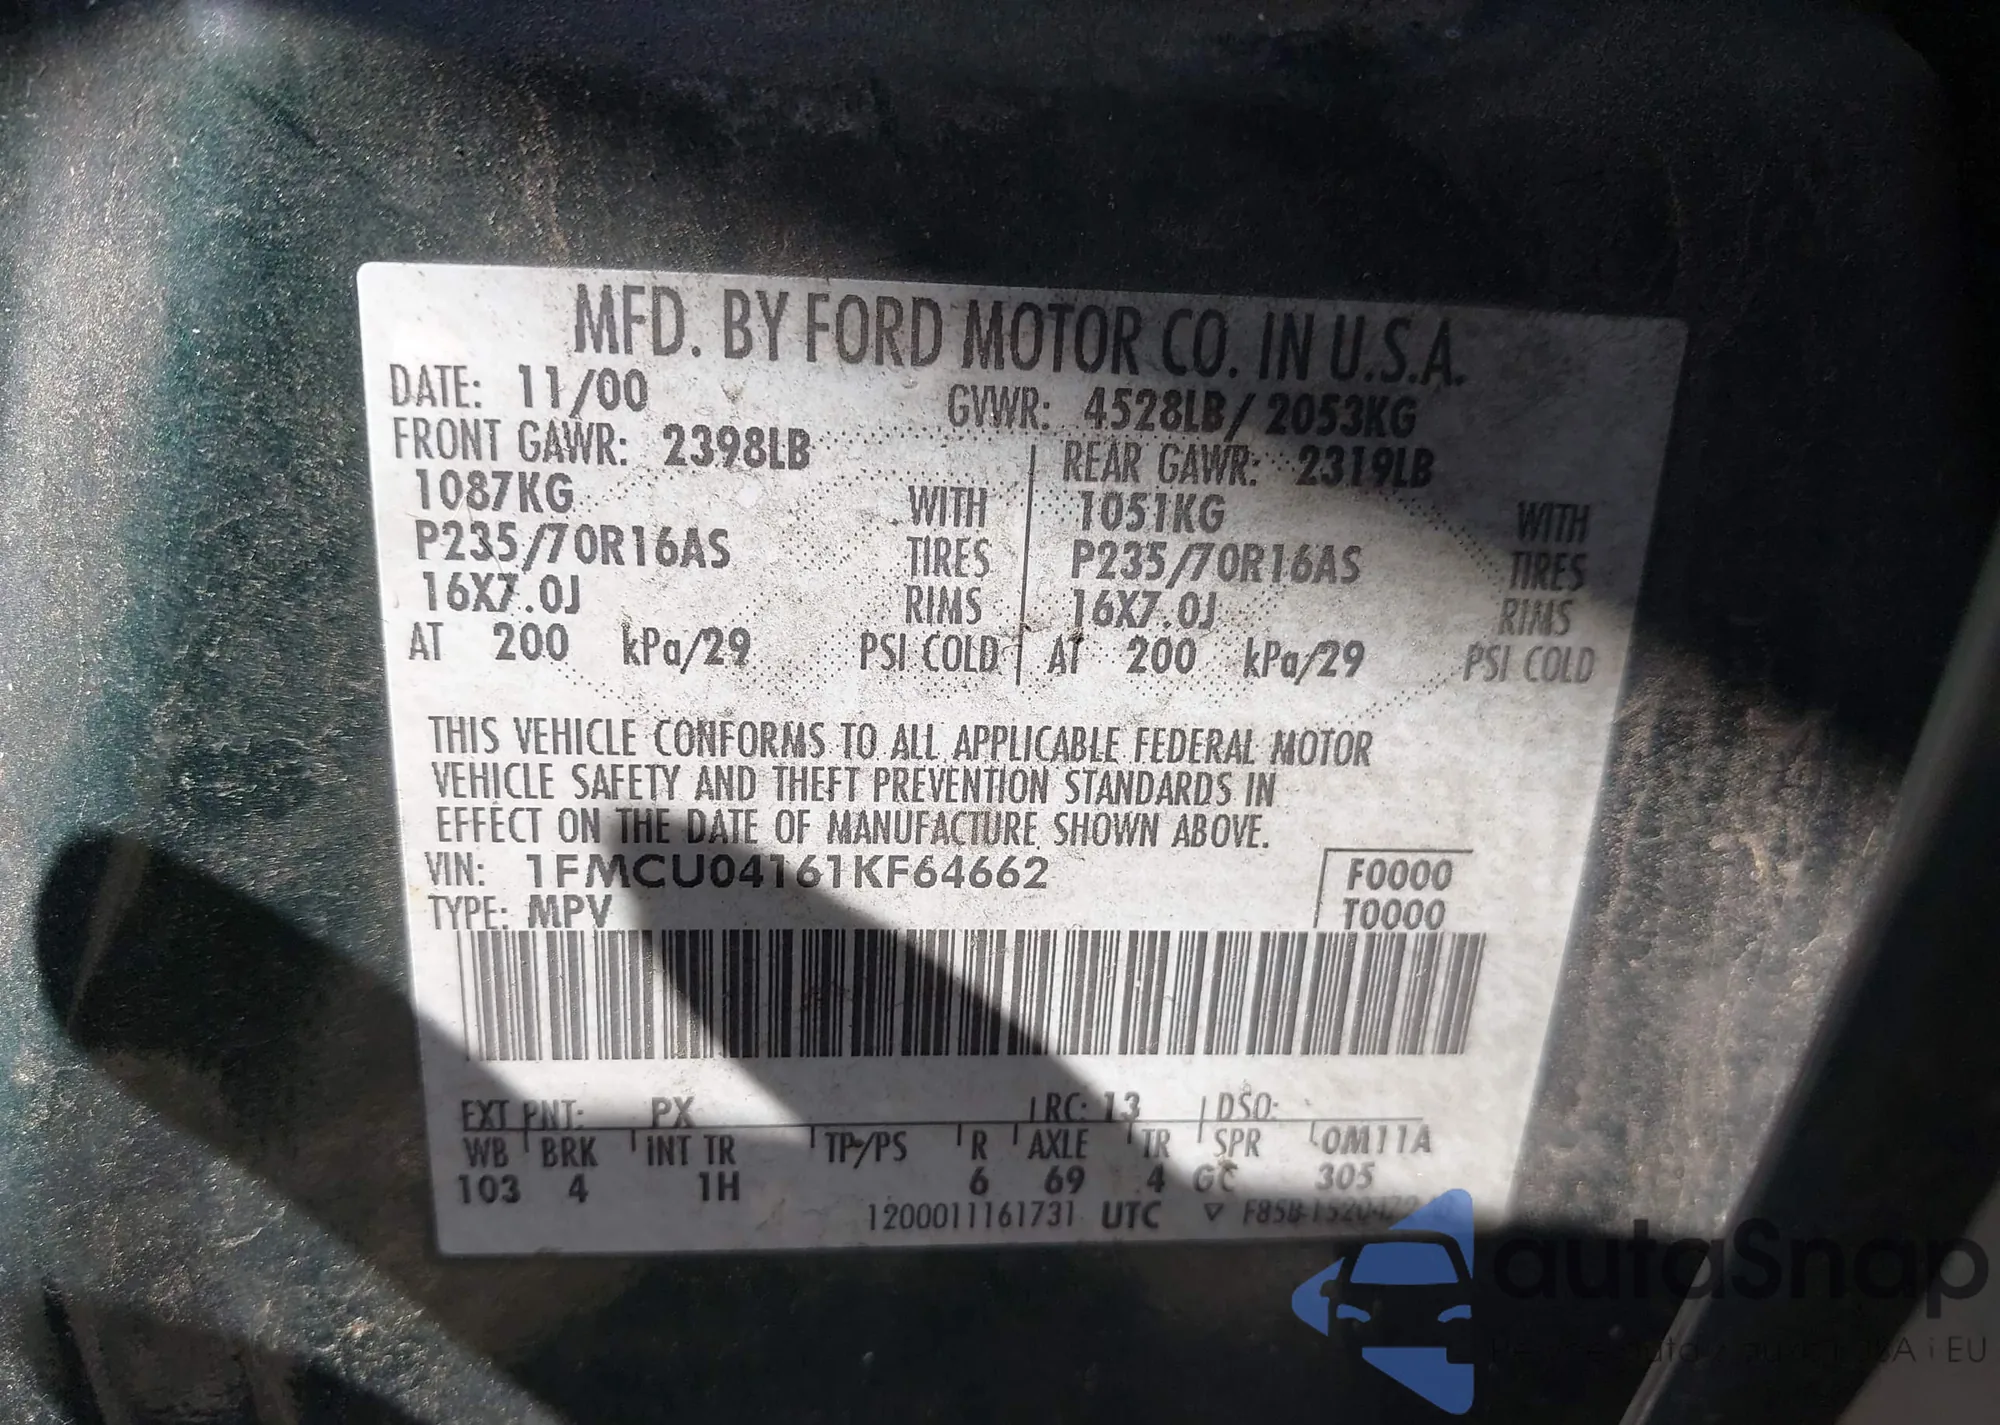 MFD. BY FORD MOTOR CO. IN U.S.A.
DATE: 11/00 GVWR: 4528LB/ 2053KG
FRONT GAWR: 2398LB REAR GAWR: 2319LB
1087KG WITH 1051KG WITH
P235/70R16AS TIRES P235/70R16AS TIRES
16X7.0J RIMS 16X7.0J RIMS
AT 200 kPa/29 PSI COLD AT 200 kPa/29 PSI COLD
THIS VEHICLE CONFORMS TO ALL APPLICABLE FEDERAL MOTOR
VEHICLE SAFETY AND THEFT PREVENTION STANDARDS IN
EFFECT ON THE DATE OF MANUFACTURE SHOWN ABOVE.
VIN: 1FMCU04161KF64662 F0000
TYPE: MPV T0000
EXT PNT: PX RC: 13 DSO:
WB BRK INT TR TP/PS R AXLE TR SPR LOM11A
103 4 1H 6 69 4 GC 305
1200011161731 UTC
autoSnap
i EU